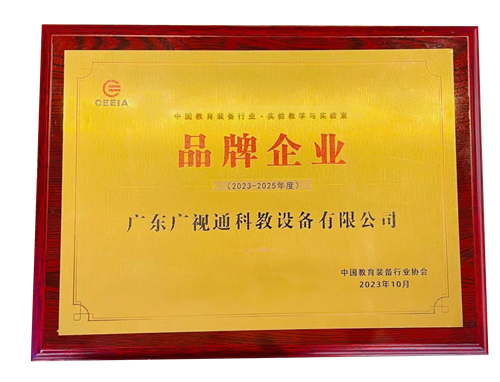 CEEIA
中国教育装备行业·实验教学与实验室
品牌企业
(2023-2025年度)
广东广视通科教设备有限公司
中国教育装备行业协会
2023年10月